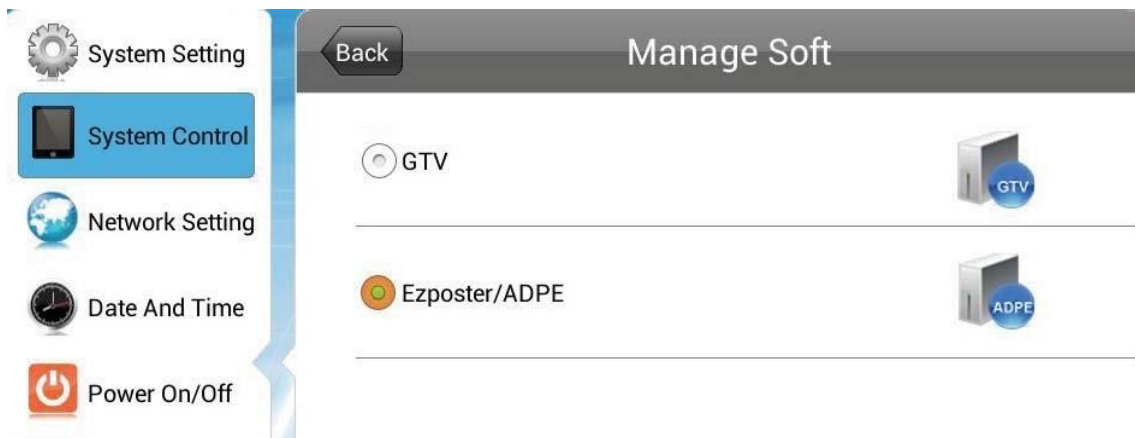 System Setting
System Control
Network Setting
Date And Time
Power On/Off
Back
Manage Soft
GTV
GTV
Ezposter/ADPE
ADPE